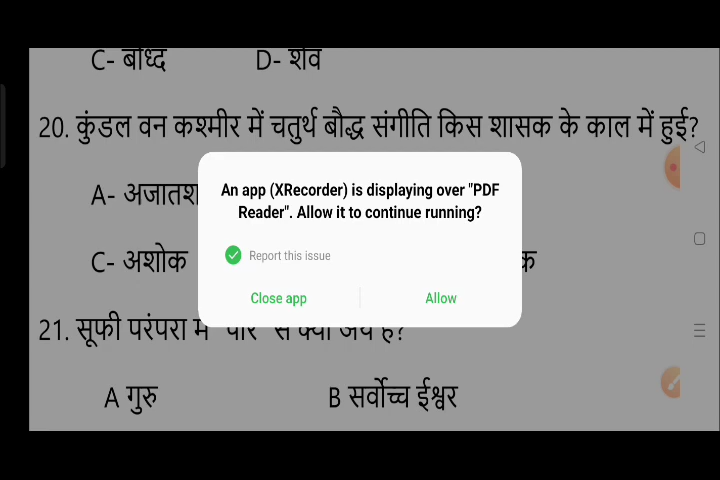 C- बौध्द D- शैव
20. कुंडल वन कश्मीर में चतुर्थ बौद्ध संगीति किस शासक के काल में हुई?
A-
An app (XRecorder) is displaying over "PDF
Reader". Allow it to continue running?
Report this issue
C- अशोक
Close app Allow
21. सूफी परंपरा में "पीर" से क्या अर्थ है?
A गुरु B सर्वोच्च ईश्वर